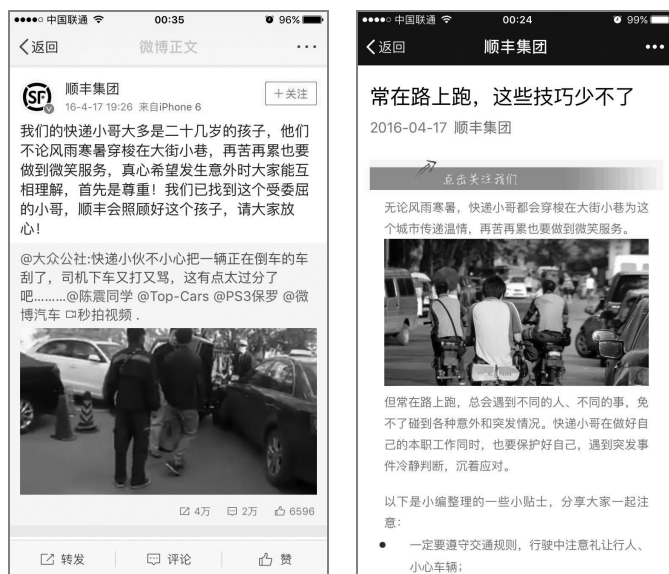 中国联通 00:35 96%
返回 微博正文 ...
SF
顺丰集团
16-4-17 19:26 来自iPhone 6
+关注
我们的快递小哥大多是二十几岁的孩子，他们
不论风雨寒暑穿梭在大街小巷，再苦再累也要
做到微笑服务，真心希望发生意外时大家能互
相理解，首先是尊重！我们已找到这个受委屈
的小哥，顺丰会照顾好这个孩子，请大家放
心！
@大众公社:快递小伙不小心把一辆正在倒车的车
刮了，司机下车又打又骂，这有点太过分了
吧.........@陈震同学 @Top-Cars @PS3保罗 @微
博汽车 秒拍视频 .
4万 2万 6596
转发 评论 赞
中国联通 00:24 99%
返回 顺丰集团 ...
常在路上跑，这些技巧少不了
2016-04-17 顺丰集团
点击关注我们
无论风雨寒暑，快递小哥都会穿梭在大街小巷为这
个城市传递温情，再苦再累也要做到微笑服务。
但常在路上跑，总会遇到不同的人、不同的事，免
不了碰到各种意外和突发情况。快递小哥在做好自
己的本职工作同时，也要保护好自己，遇到突发事
件冷静判断，沉着应对。
以下是小编整理的一些小贴士，分享大家一起注
意：
● 一定要遵守交通规则，行驶中注意礼让行人、
小心车辆；